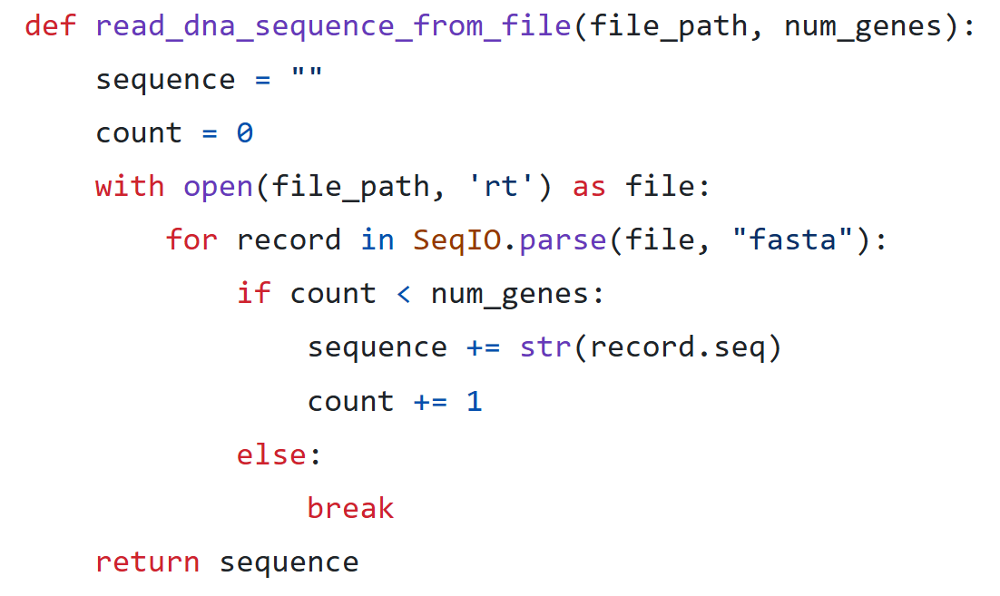 def read_dna_sequence_from_file(file_path, num_genes):
    sequence = ""
    count = 0
    with open(file_path, 'rt') as file:
        for record in SeqIO.parse(file, "fasta"):
            if count < num_genes:
                sequence += str(record.seq)
                count += 1
            else:
                break
    return sequence